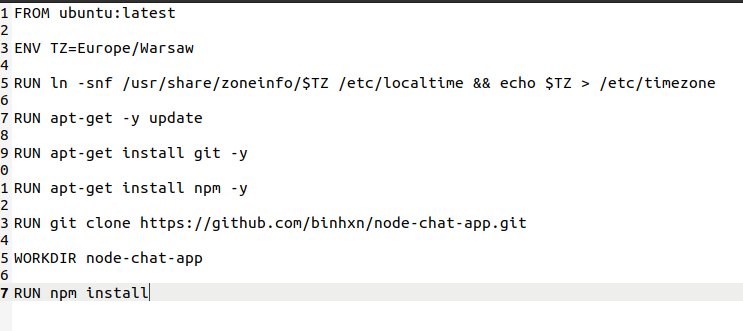 1 FROM ubuntu:latest
2
3 ENV TZ=Europe/Warsaw
4
5 RUN ln -snf /usr/share/zoneinfo/$TZ /etc/localtime && echo $TZ > /etc/timezone
6
7 RUN apt-get -y update
8
9 RUN apt-get install git -y
0
1 RUN apt-get install npm -y
2
3 RUN git clone https://github.com/binhxn/node-chat-app.git
4
5 WORKDIR node-chat-app
6
7 RUN npm install